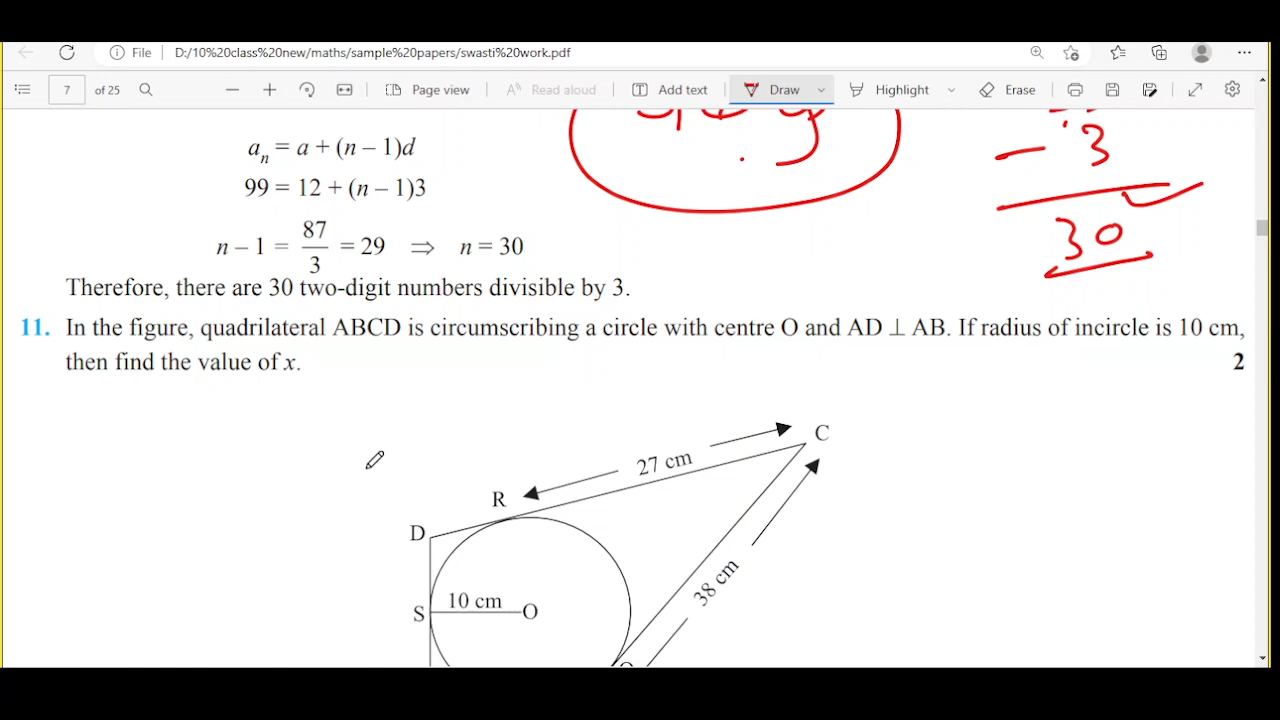 File D:/10%20class%20new/maths/sample%20papers/swasti%20work.pdf
7 of 25 Page view Read aloud Add text Draw Highlight Erase
aₙ = a + (n – 1)d
– 3
99 = 12 + (n – 1)3
30
n – 1 = 87/3 = 29 ⇒ n = 30
Therefore, there are 30 two-digit numbers divisible by 3.
11. In the figure, quadrilateral ABCD is circumscribing a circle with centre O and AD ⊥ AB. If radius of incircle is 10 cm,
then find the value of x. 2
C
27 cm
R
D
38 cm
S 10 cm O